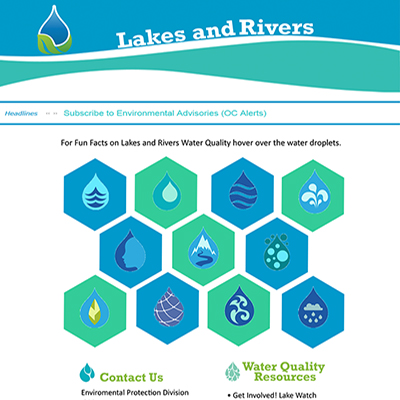 Lakes and Rivers
Headlines
Subscribe to Environmental Advisories (OC Alerts)
For Fun Facts on Lakes and Rivers Water Quality hover over the water droplets.
Contact Us
Enviromental Protection Division
Water Quality
Resources
• Get Involved! Lake Watch